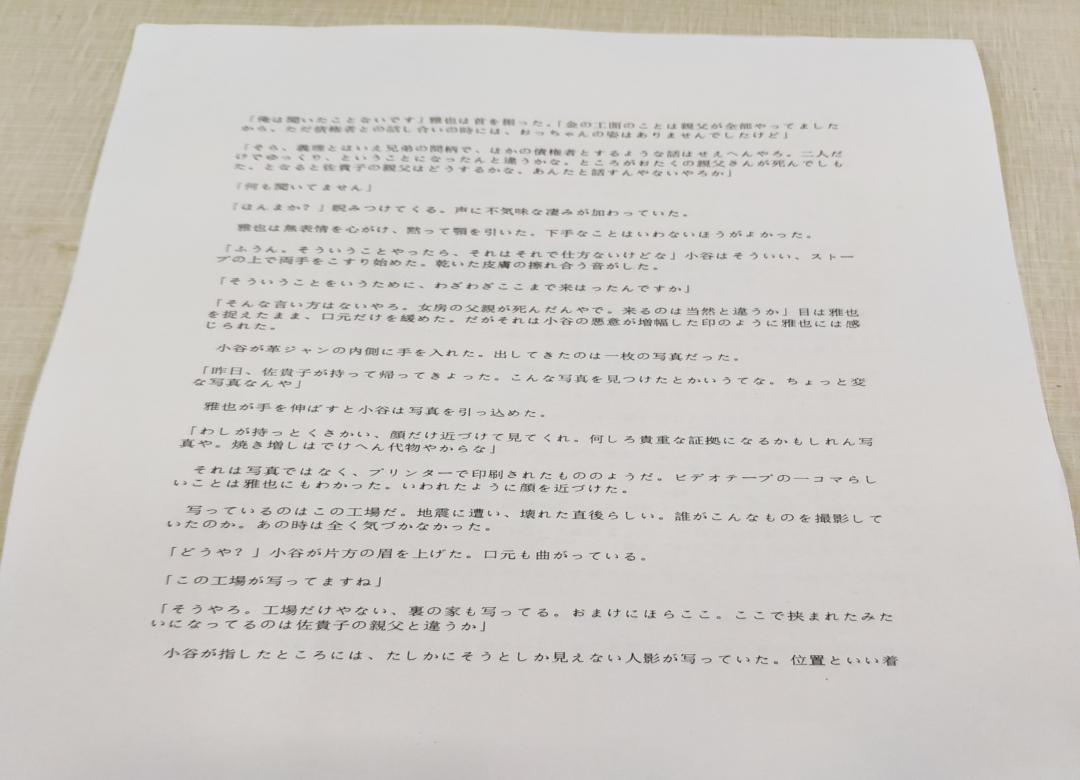 「俺は聞いたことないです」雅也は首を捻った。「金の工面のことは親父が全部やってました
から、ただ債権者との話し合いの時には、おっちゃんの姿はありませんでしたけど」
「そら、義理とはいえ兄弟の間柄で、ほかの債権者とするような話はせえへんやろ。二人だ
けでゆっくり、ということになったんと違うかな。ところがおたくの親父さんが死んでしも
た。となると佐貴子の親父はどうするかな。あんたと話すんやないやろか」
「何も聞いてません」
「ほんまか？」睨みつけてくる。声に不気味な凄みが加わっていた。
雅也は無表情を心がけ、黙って顎を引いた。下手なことはいわないほうがよかった。
「ふうん。そういうことやったら、それはそれで仕方ないけどな」小谷はそういい、ストー
ブの上で両手をこすり始めた。乾いた皮膚の擦れ合う音がした。
「そういうことをいうために、わざわざここまで来はったんですか」
「そんな言い方はないやろ。女房の父親が死んだんやで。来るのは当然と違うか」目は雅也
を捉えたまま、口元だけを緩めた。だがそれは小谷の悪意が増幅した印のように雅也には感
じられた。
小谷が革ジャンの内側に手を入れた。出してきたのは一枚の写真だった。
「昨日、佐貴子が持って帰ってきよった。こんな写真を見つけたとかいうてな。ちょっと変
な写真なんや」
雅也が手を伸ばすと小谷は写真を引っ込めた。
「わしが持っとくさかい、顔だけ近づけて見てくれ。何しろ貴重な証拠になるかもしれん写
真や。焼き増しはでけへん代物やからな」
それは写真ではなく、プリンターで印刷されたもののようだ。ビデオテープの一コマらし
いことは雅也にもわかった。いわれたように顔を近づけた。
写っているのはこの工場だ。地震に遭い、壊れた直後らしい。誰がこんなものを撮影して
いたのか。あの時は全く気づかなかった。
「どうや？」小谷が片方の眉を上げた。口元も曲がっている。
「この工場が写ってますね」
「そうやろ。工場だけやない、裏の家も写ってる。おまけにほらここ。ここで挟まれたみた
いになってるのは佐貴子の親父と違うか」
小谷が指したところには、たしかにそうとしか見えない人影が写っていた。位置といい着